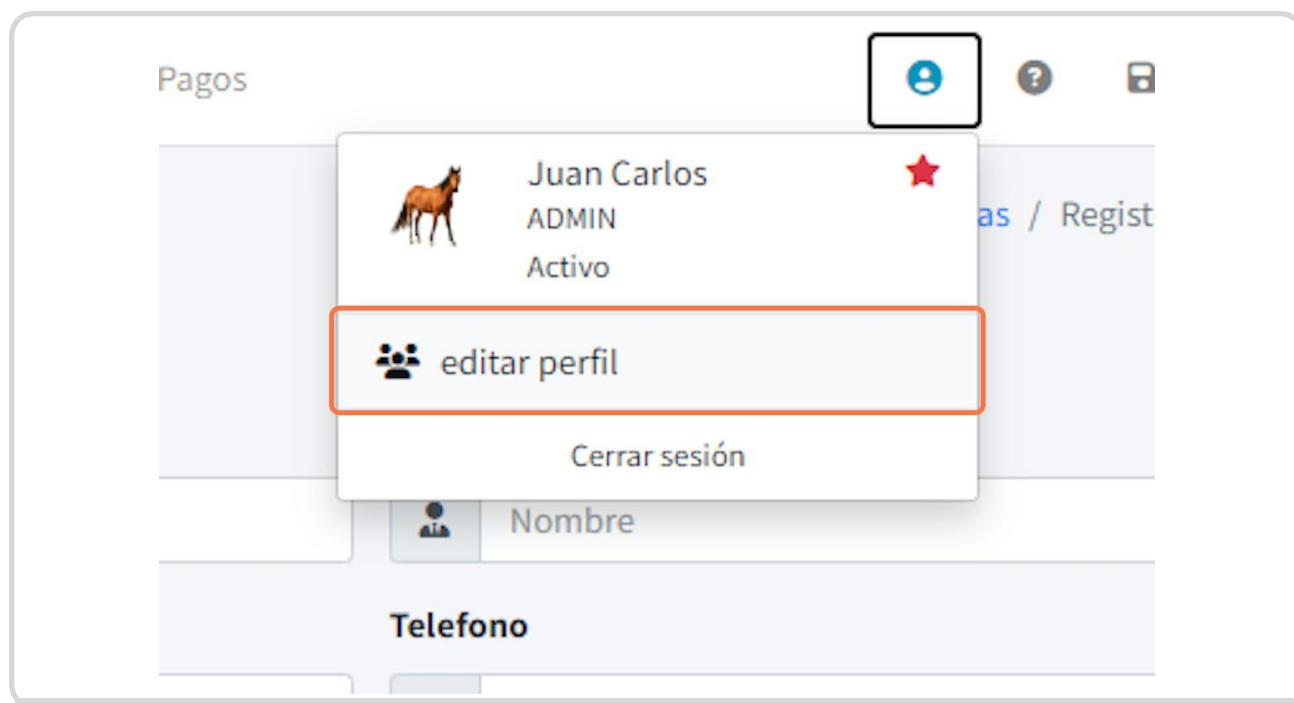 Pagos
Juan Carlos
ADMIN
as / Regist
Activo
editar perfil
Cerrar sesión
Nombre
Telefono